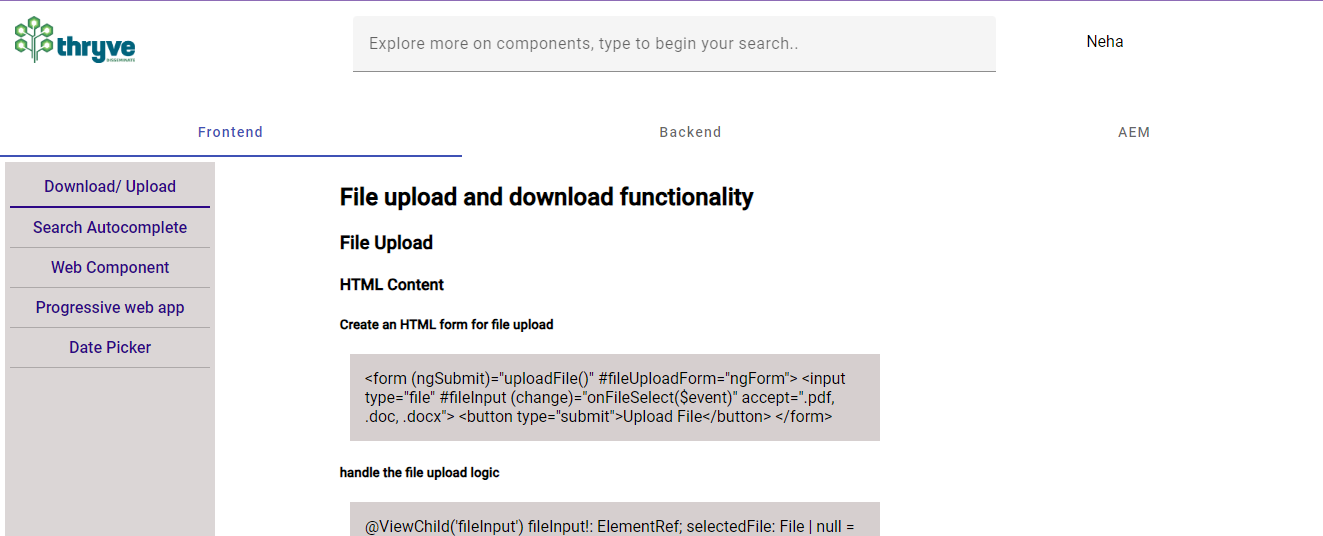 thryve
DISSEMINATE
Explore more on components, type to begin your search..
Neha
Frontend
Backend
AEM
Download/ Upload
Search Autocomplete
Web Component
Progressive web app
Date Picker
File upload and download functionality
File Upload
HTML Content
Create an HTML form for file upload
<form (ngSubmit)="uploadFile()" #fileUploadForm="ngForm"> <input
type="file" #fileInput (change)="onFileSelect($event)" accept=".pdf,
.doc, .docx"> <button type="submit">Upload File</button> </form>
handle the file upload logic
@ViewChild('fileInput') fileInput!: ElementRef; selectedFile: File | null =